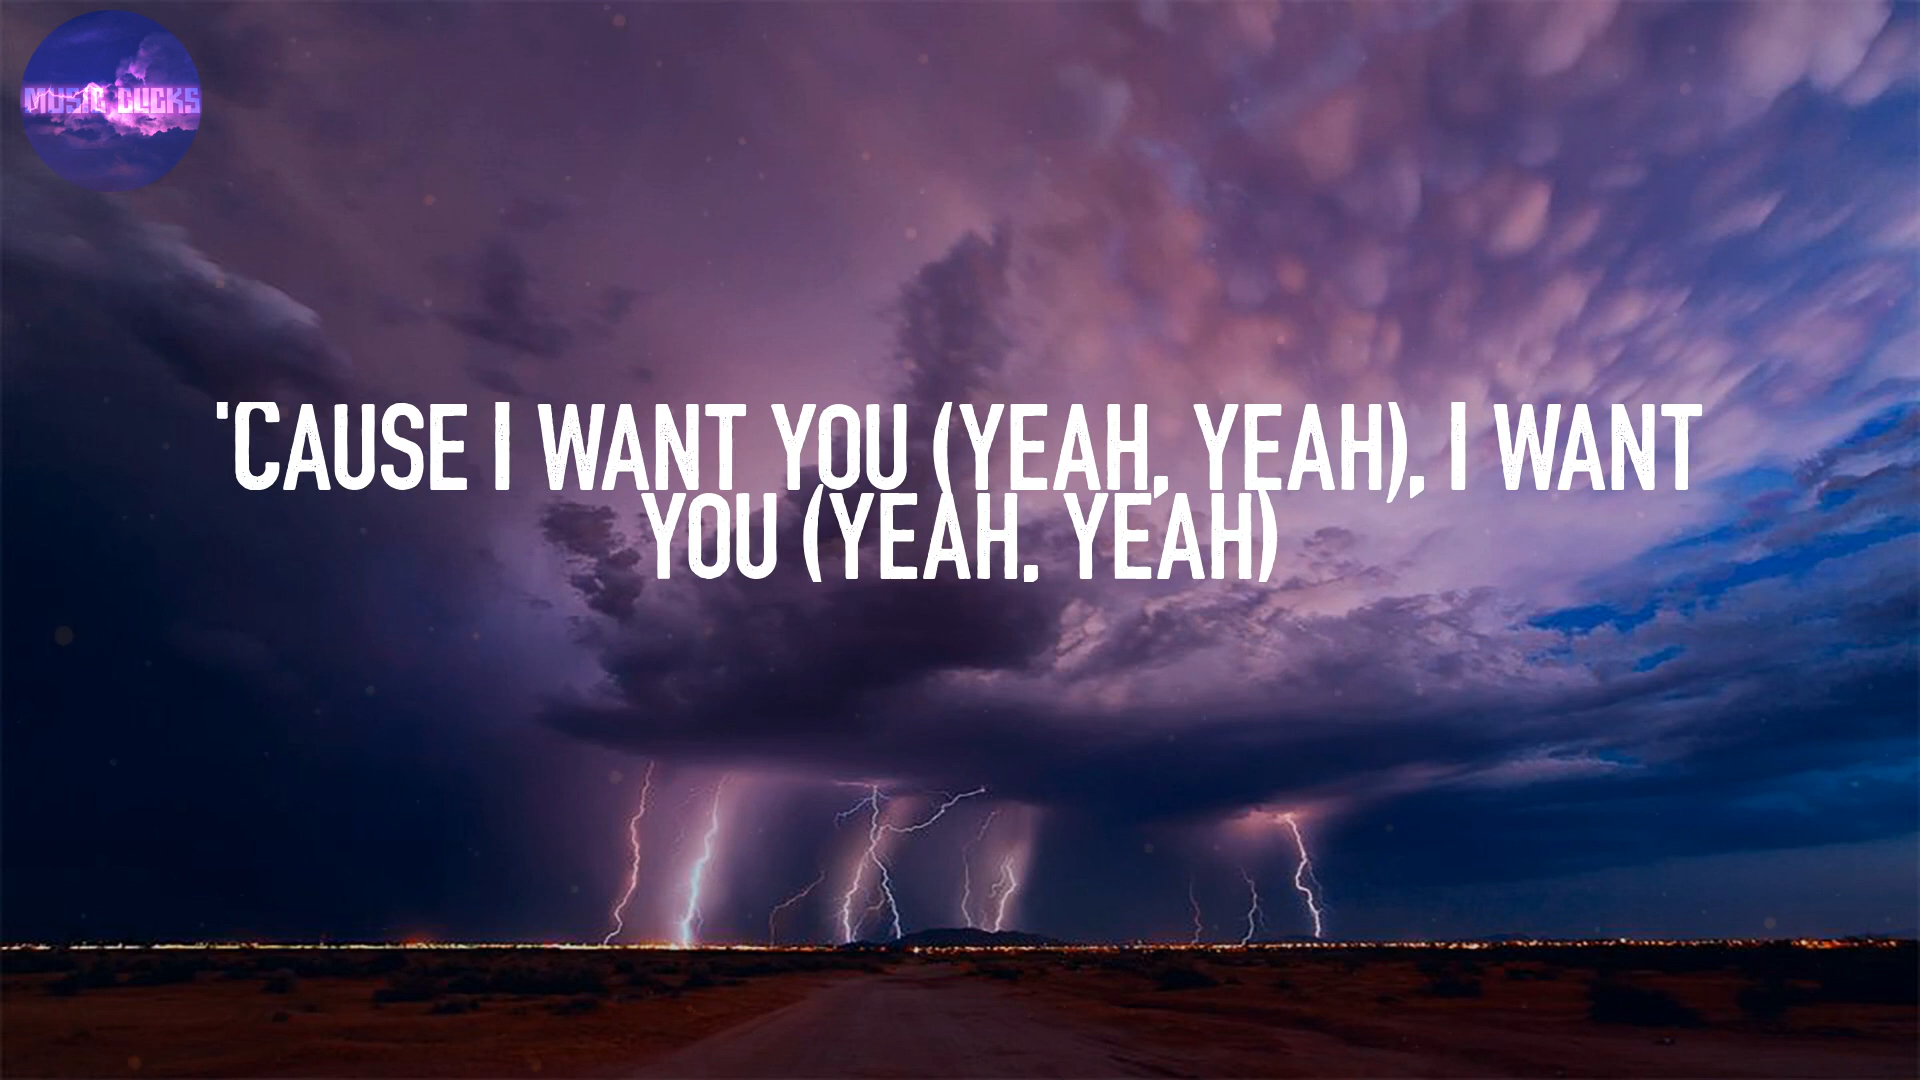 MUSIC CLICKS
'CAUSE I WANT YOU (YEAH, YEAH), I WANT
YOU (YEAH, YEAH)